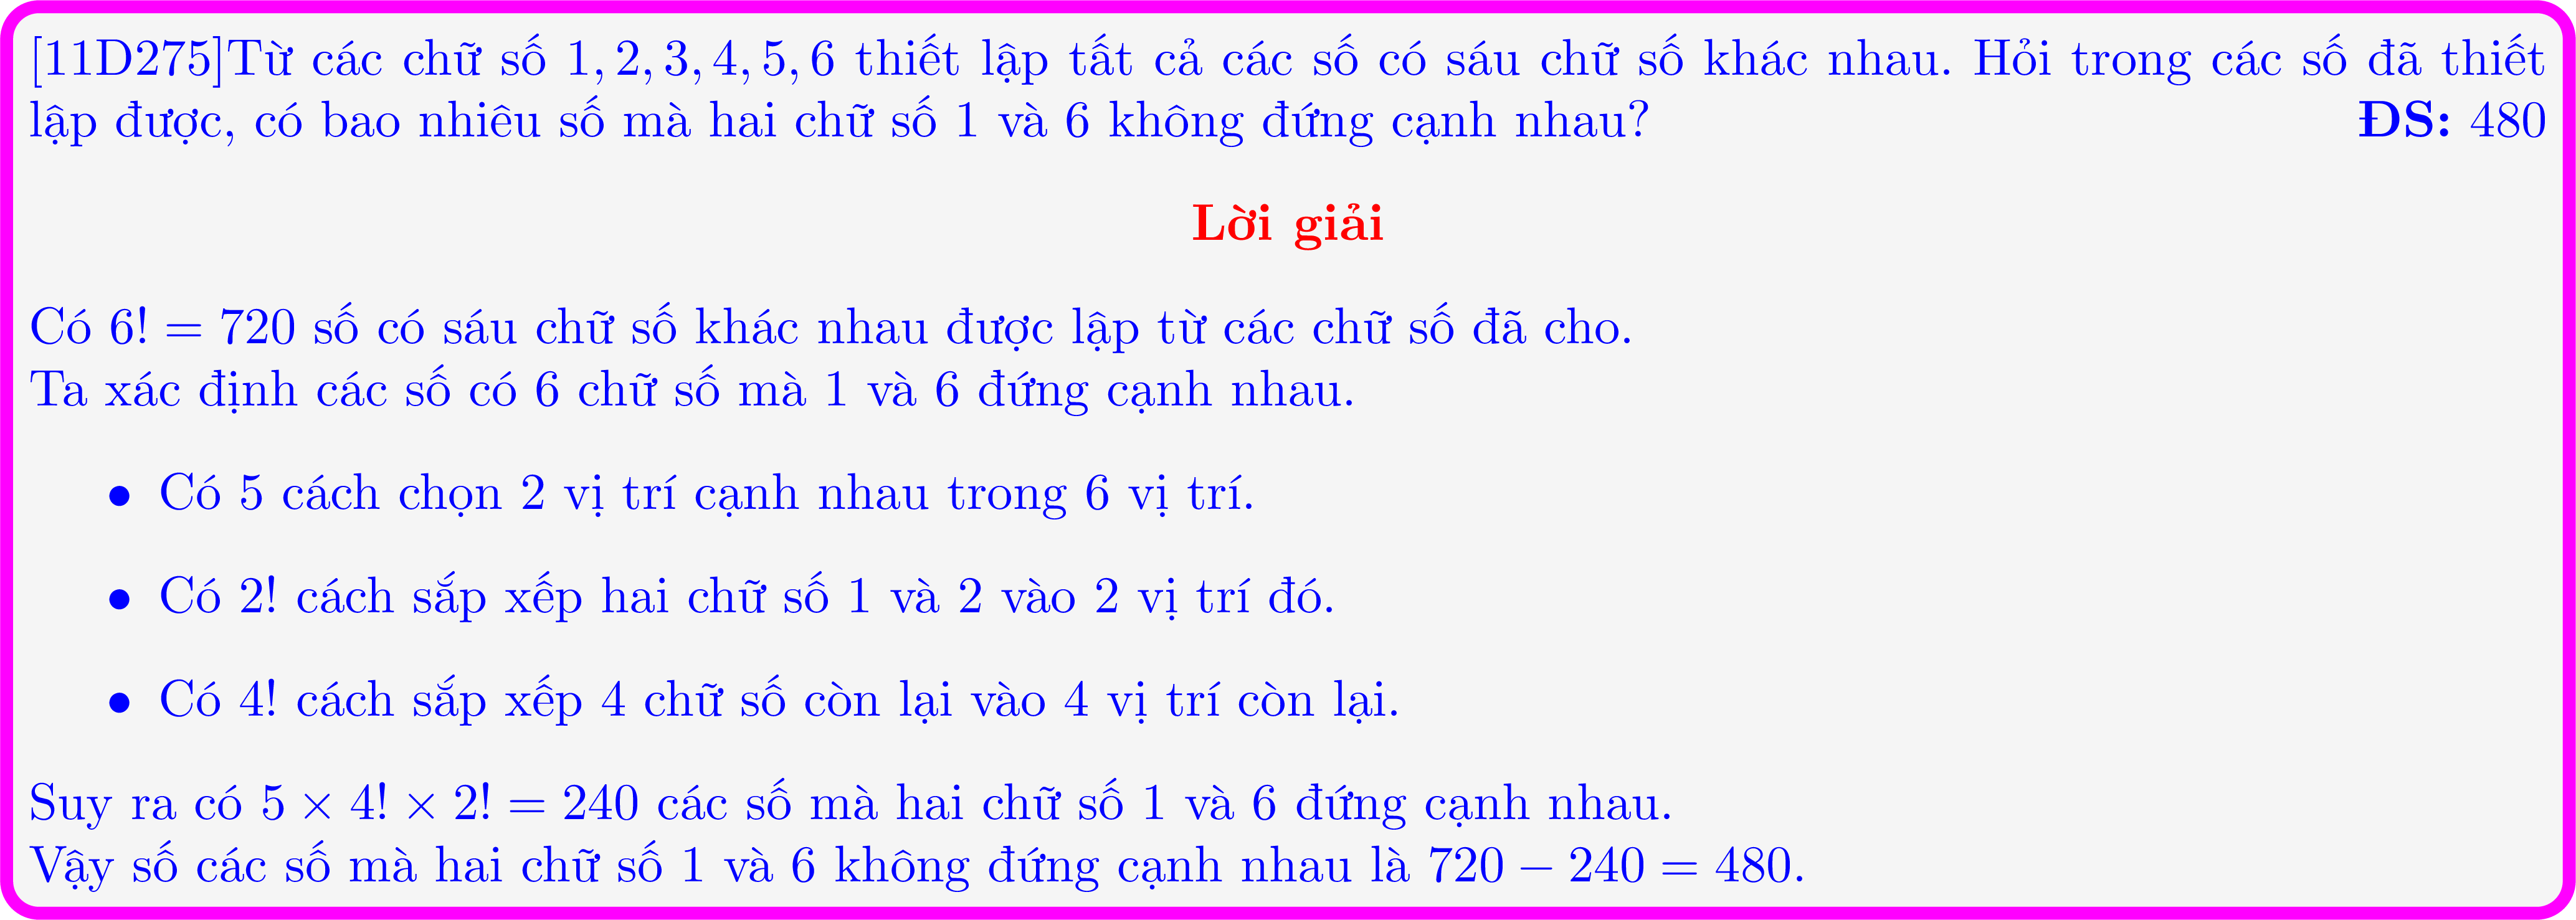 [11D275]Từ các chữ số 1, 2, 3, 4, 5, 6 thiết lập tất cả các số có sáu chữ số khác nhau. Hỏi trong các số đã thiết
lập được, có bao nhiêu số mà hai chữ số 1 và 6 không đứng cạnh nhau? ĐS: 480
Lời giải
Có 6! = 720 số có sáu chữ số khác nhau được lập từ các chữ số đã cho.
Ta xác định các số có 6 chữ số mà 1 và 6 đứng cạnh nhau.
• Có 5 cách chọn 2 vị trí cạnh nhau trong 6 vị trí.
• Có 2! cách sắp xếp hai chữ số 1 và 2 vào 2 vị trí đó.
• Có 4! cách sắp xếp 4 chữ số còn lại vào 4 vị trí còn lại.
Suy ra có 5 × 4! × 2! = 240 các số mà hai chữ số 1 và 6 đứng cạnh nhau.
Vậy số các số mà hai chữ số 1 và 6 không đứng cạnh nhau là 720 − 240 = 480.